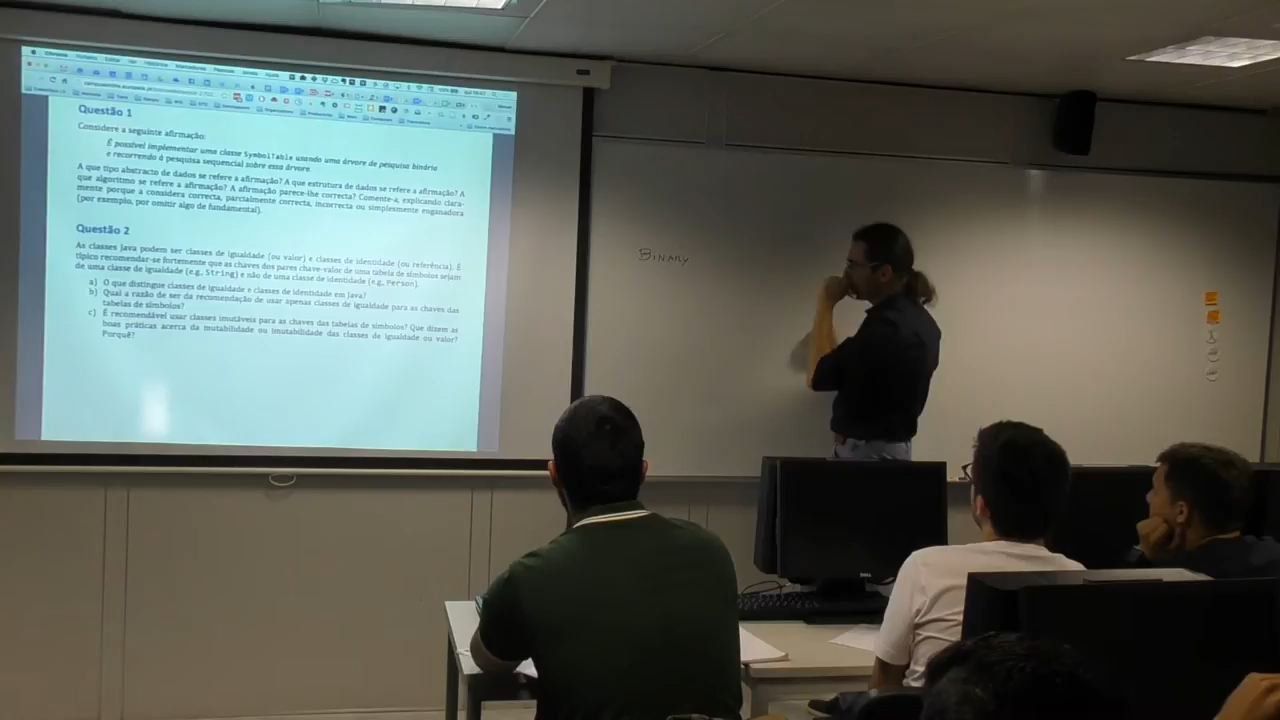 Questão 1
Considere a seguinte afirmação:
É possível implementar uma classe SymbolTable usando uma árvore de pesquisa binária
e recorrendo à pesquisa sequencial sobre essa árvore.
A que tipo abstracto de dados se refere a afirmação? A que estrutura de dados se refere a afirmação? A
que algoritmo se refere a afirmação? A afirmação parece-lhe correcta? Comente-a, explicando clara-
mente porque a considera correcta, parcialmente correcta, incorrecta ou simplesmente enganadora
(por exemplo, por omitir algo de fundamental).
Questão 2
As classes Java podem ser classes de igualdade (ou valor) e classes de identidade (ou referência). É
típico recomendar-se fortemente que as chaves dos pares chave-valor de uma tabela de símbolos sejam
de uma classe de igualdade (e.g., String) e não de uma classe de identidade (e.g., Person).
a) O que distingue classes de igualdade e classes de identidade em Java?
b) Qual a razão de ser da recomendação de usar apenas classes de igualdade para as chaves das
tabelas de símbolos?
c) É recomendável usar classes imutáveis para as chaves das tabelas de símbolos? Que dizem as
boas práticas acerca da mutabilidade ou imutabilidade das classes de igualdade ou valor?
Porquê?
BINARY
DELL